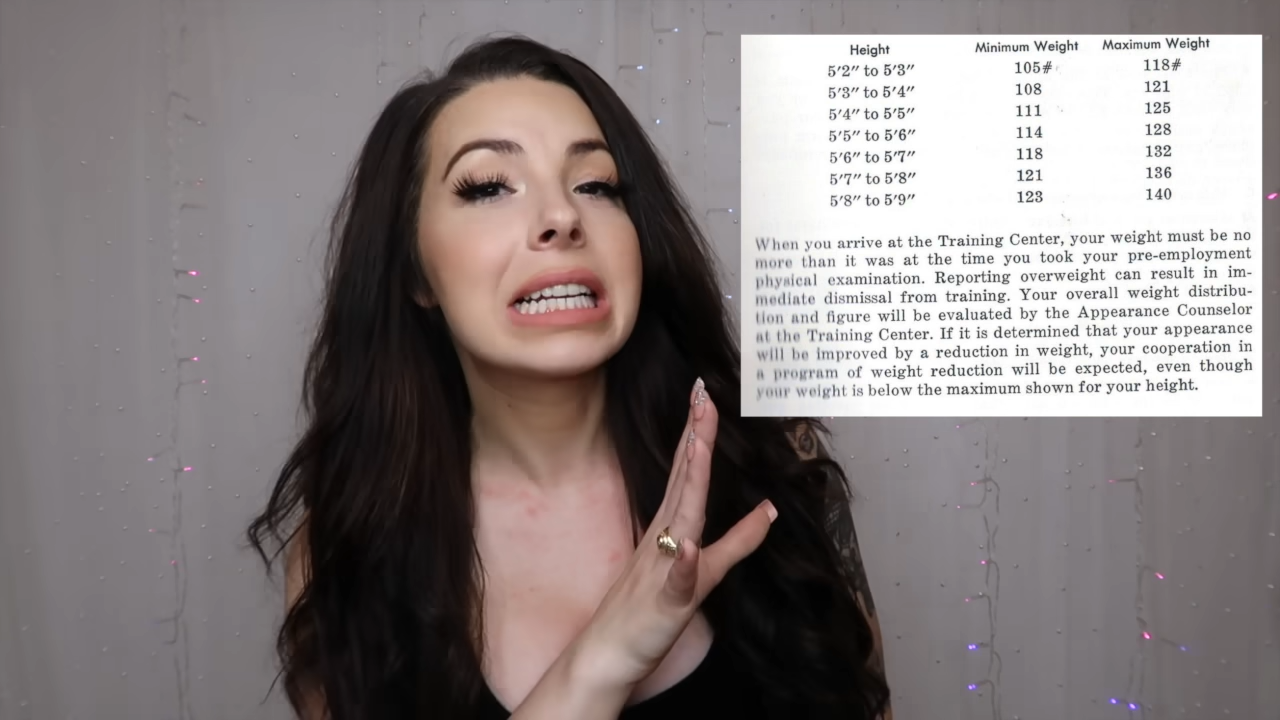 Height Minimum Weight Maximum Weight
5′2″ to 5′3″ 105# 118#
5′3″ to 5′4″ 108 121
5′4″ to 5′5″ 111 125
5′5″ to 5′6″ 114 128
5′6″ to 5′7″ 118 132
5′7″ to 5′8″ 121 136
5′8″ to 5′9″ 123 140
When you arrive at the Training Center, your weight must be no
more than it was at the time you took your pre-employment
physical examination. Reporting overweight can result in im-
mediate dismissal from training. Your overall weight distribu-
tion and figure will be evaluated by the Appearance Counselor
at the Training Center. If it is determined that your appearance
will be improved by a reduction in weight, your cooperation in
a program of weight reduction will be expected, even though
your weight is below the maximum shown for your height.